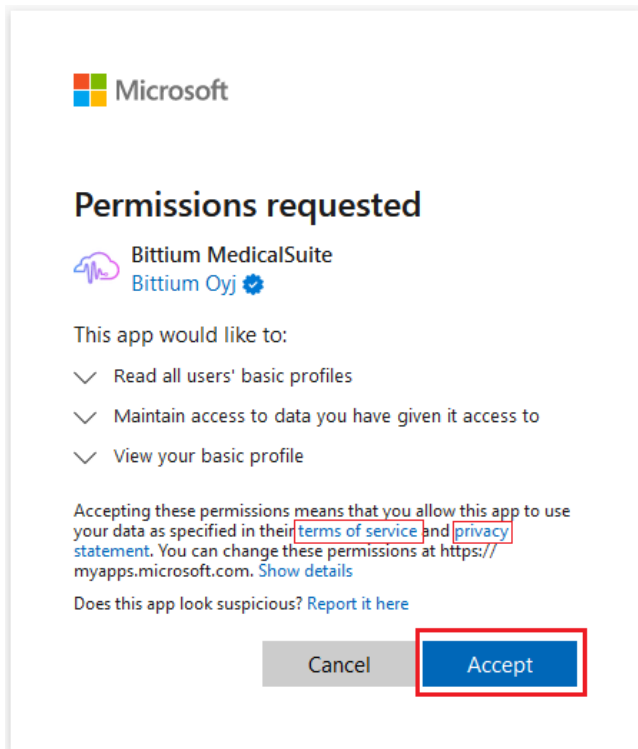 Microsoft
Permissions requested
Bittium MedicalSuite
Bittium Oyj
This app would like to:
Read all users' basic profiles
Maintain access to data you have given it access to
View your basic profile
Accepting these permissions means that you allow this app to use
your data as specified in their terms of service and privacy
statement. You can change these permissions at https://
myapps.microsoft.com. Show details
Does this app look suspicious? Report it here
Cancel Accept